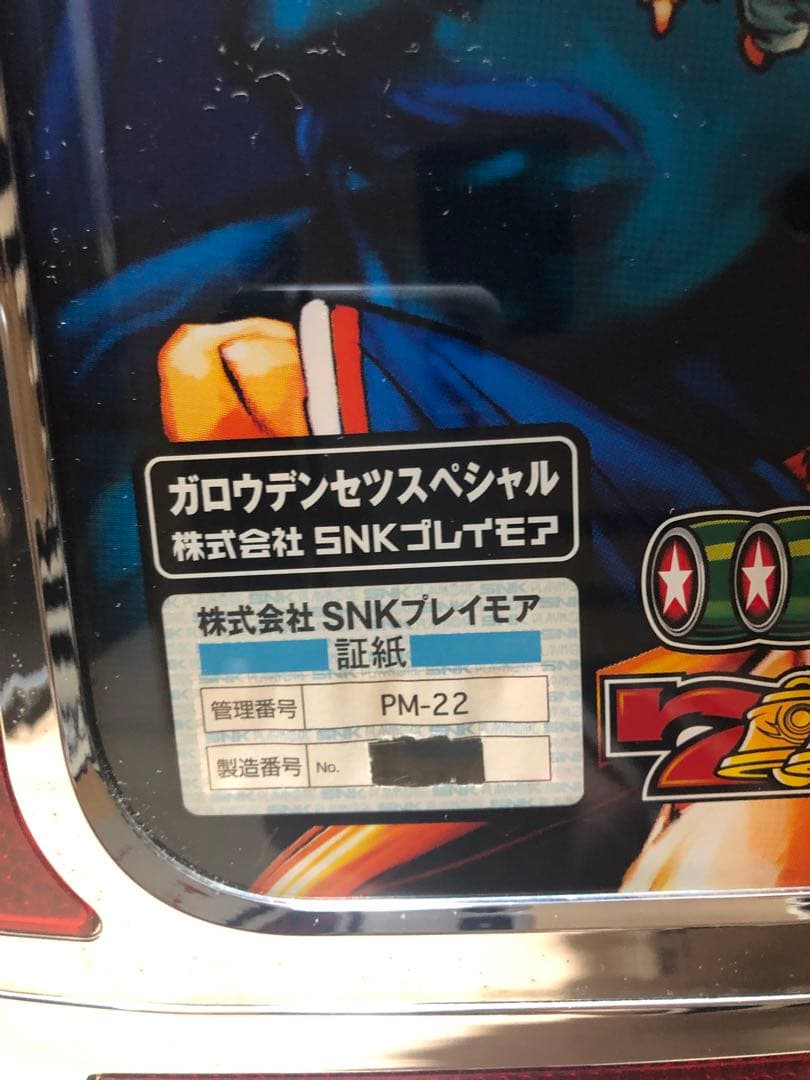 ガロウデンセツスペシャル
株式会社 SNKプレイモア
株式会社 SNKプレイモア
証紙
管理番号 PM-22
製造番号 No.
7